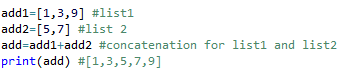 add1=[1,3,9] #list1
add2=[5,7] #list 2
add=add1+add2 #concatenation for list1 and list2
print(add) #[1,3,5,7,9]